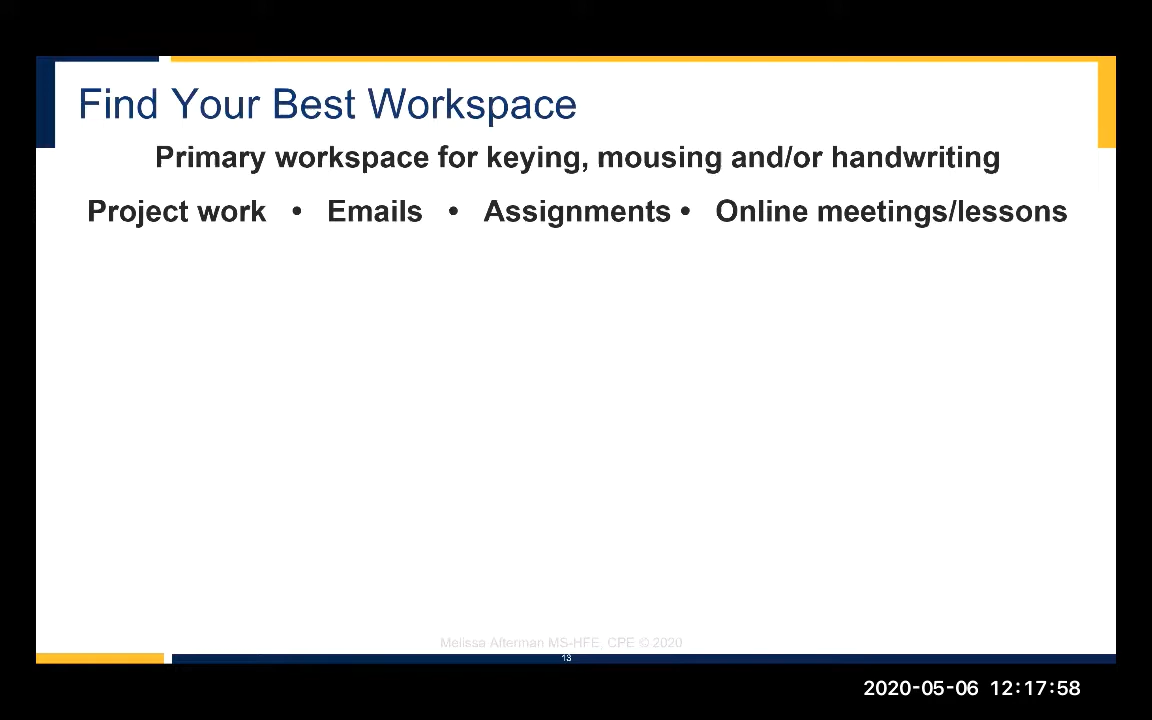 Find Your Best Workspace
Primary workspace for keying, mousing and/or handwriting
Project work • Emails • Assignments • Online meetings/lessons
Melissa Afterman MS-HFE, CPE © 2020
13
2020-05-06 12:17:58